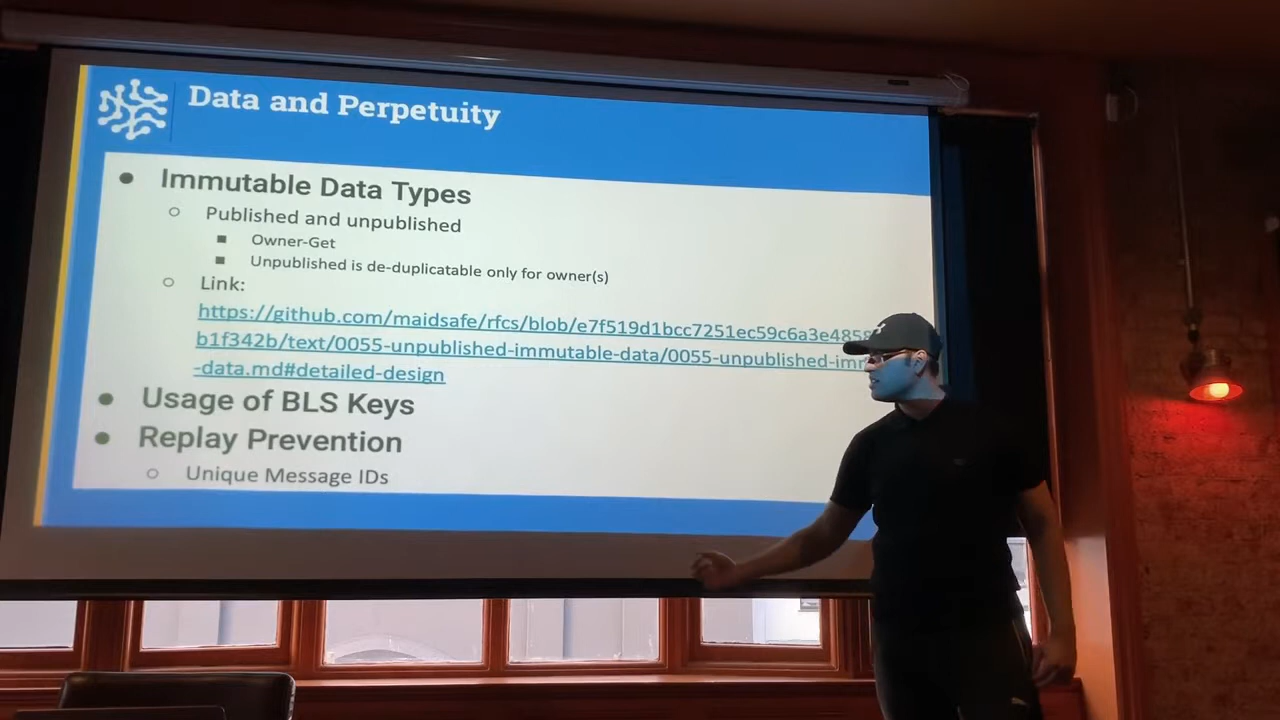 Data and Perpetuity
Immutable Data Types
Published and unpublished
Owner-Get
Unpublished is de-duplicatable only for owner(s)
Link:
https://github.com/maidsafe/rfcs/blob/e7f519d1bcc7251ec59c6a3e4858
b1f342b/text/0055-unpublished-immutable-data/0055-unpublished-imm
-data.md#detailed-design
Usage of BLS Keys
Replay Prevention
Unique Message IDs